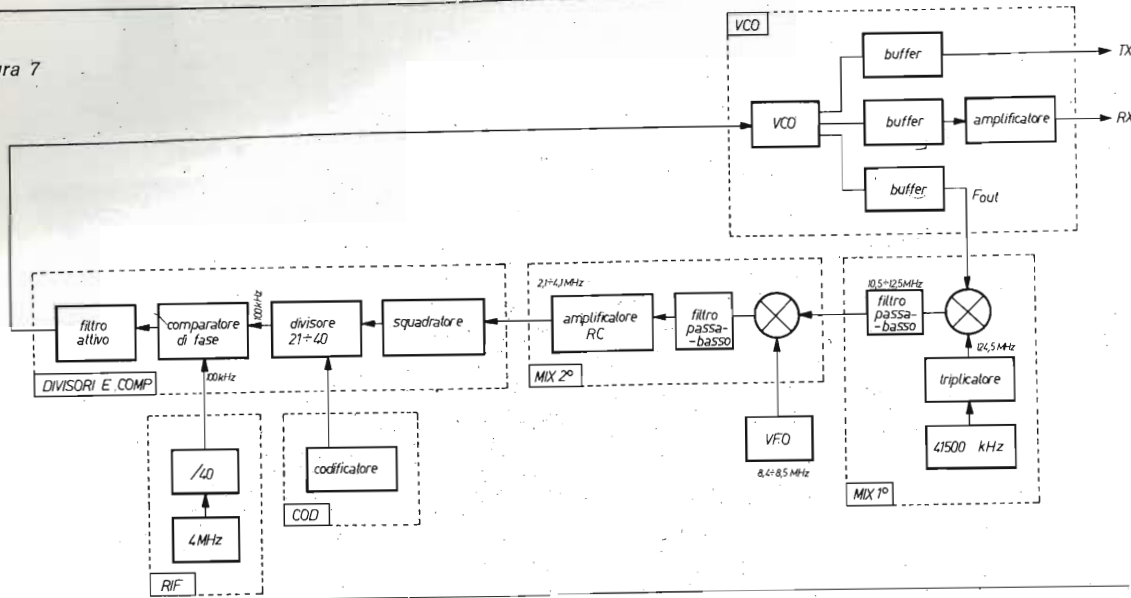 ra 7
VCO
buffer
TX
VCO
buffer
amplificatore
RX
buffer
Fout
2,1÷4,1MHz
10,5÷12,5MHz
filtro
attivo
comparatore
di fase
100kHz
divisore
21÷40
squadratore
amplificatore
RC
filtro
passa-
-basso
filtro
passa-
-basso
124,5 MHz
DIVISORI E COMP
100kHz
MIX 2°
triplicatore
/40
codificatore
VFO
8,4÷8,5 MHz
41500 kHz
COD
MIX 1°
4MHz
RIF